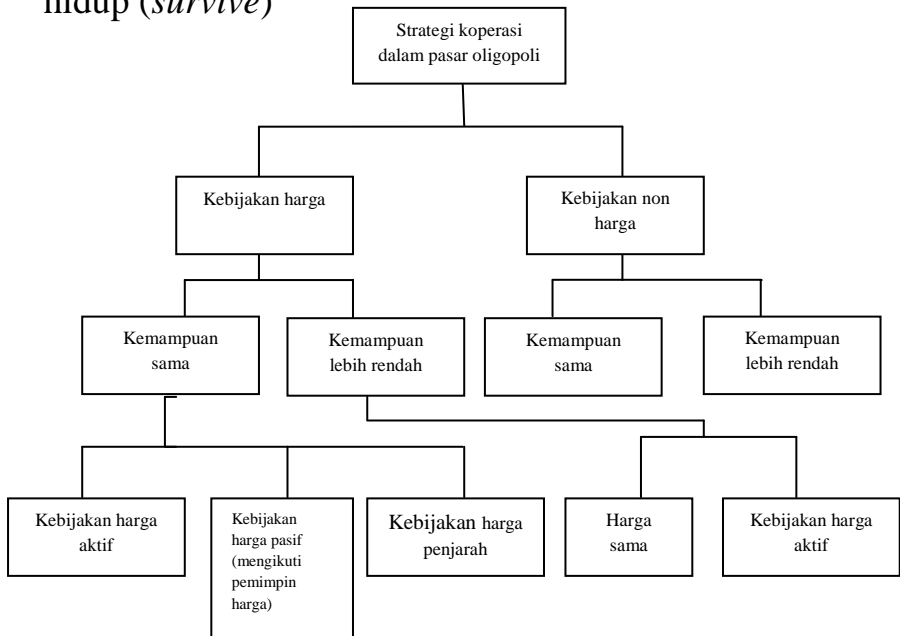 hidup (survive)
Strategi koperasi
dalam pasar oligopoli
Kebijakan harga
Kebijakan non
harga
Kemampuan
sama
Kemampuan
lebih rendah
Kemampuan
sama
Kemampuan
lebih rendah
Kebijakan harga
aktif
Kebijakan
harga pasif
(mengikuti
pemimpin
harga)
Kebijakan harga
penjarah
Harga
sama
Kebijakan harga
aktif